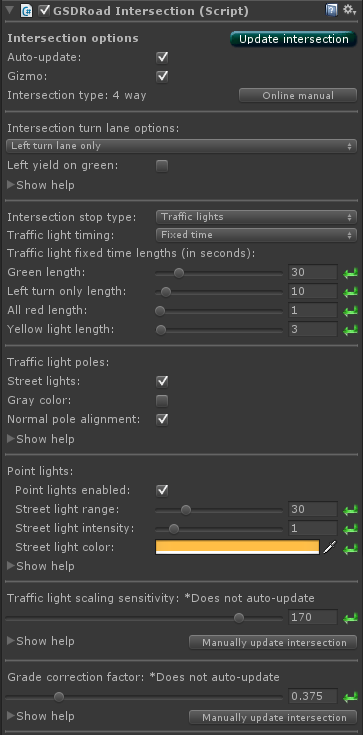 GSDRoad Intersection (Script)
Intersection options Update intersection
Auto-update:
Gizmo:
Intersection type: 4 way Online manual
Intersection turn lane options:
Left turn lane only
Left yield on green:
Show help
Intersection stop type: Traffic lights
Traffic light timing: Fixed time
Traffic light fixed time lengths (in seconds):
Green length: 30
Left turn only length: 10
All red length: 1
Yellow light length: 3
Traffic light poles:
Street lights:
Gray color:
Normal pole alignment:
Show help
Point lights:
Point lights enabled:
Street light range: 30
Street light intensity: 1
Street light color:
Show help
Traffic light scaling sensitivity: *Does not auto-update
170
Show help Manually update intersection
Grade correction factor: *Does not auto-update
0.375
Show help Manually update intersection